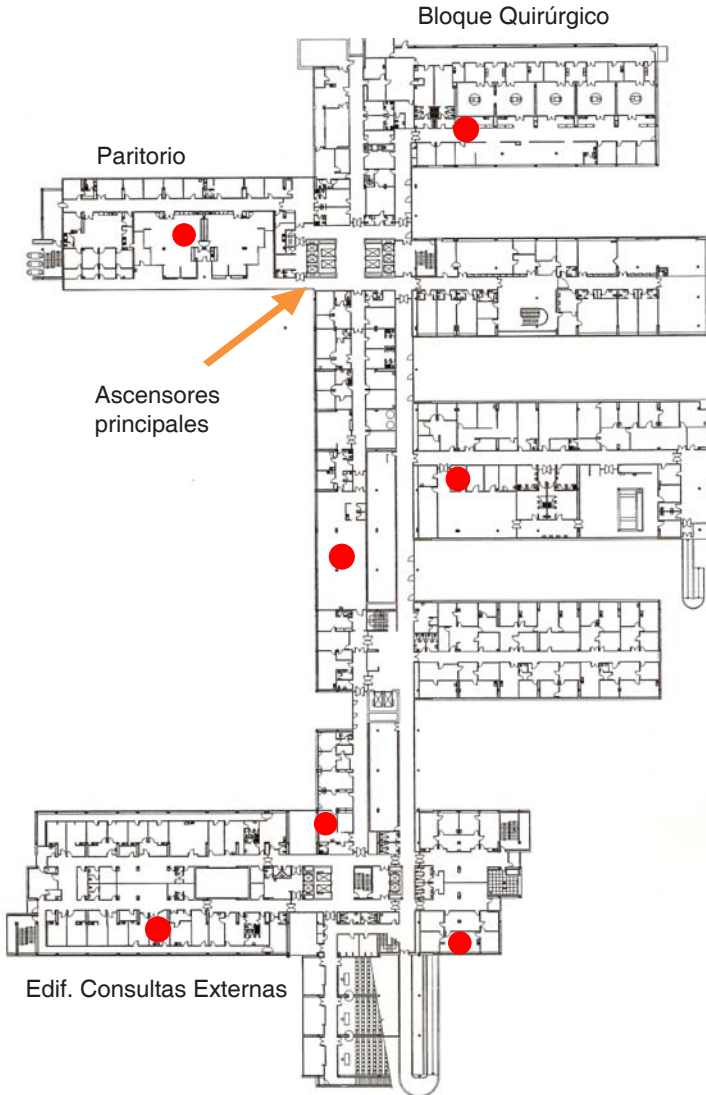 Bloque Quirúrgico
Paritorio
Ascensores
principales
Edif. Consultas Externas